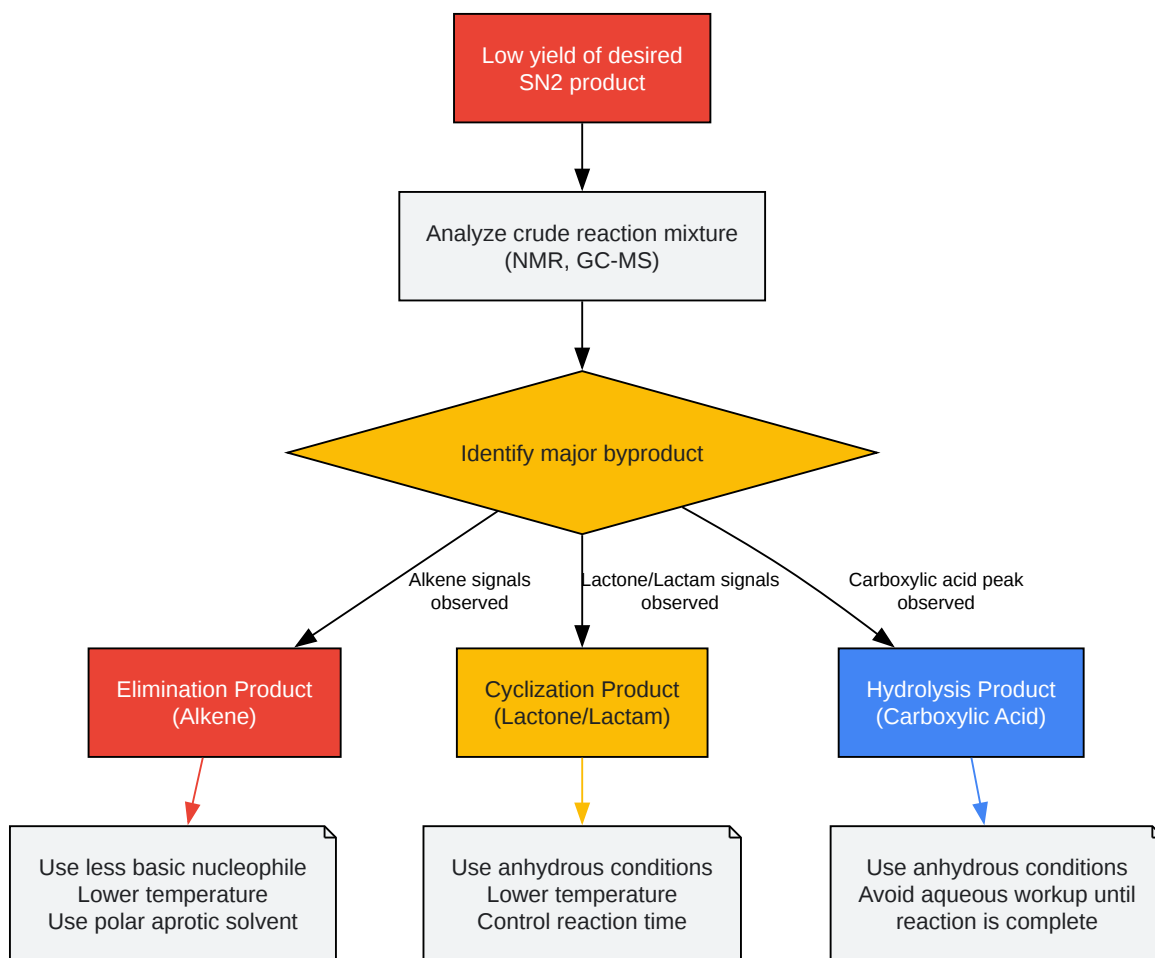 Low yield of desired
SN2 product
Analyze crude reaction mixture
(NMR, GC-MS)
Identify major byproduct
Alkene signals
observed
Lactone/Lactam signals
observed
Carboxylic acid peak
observed
Elimination Product
(Alkene)
Cyclization Product
(Lactone/Lactam)
Hydrolysis Product
(Carboxylic Acid)
Use less basic nucleophile
Lower temperature
Use polar aprotic solvent
Use anhydrous conditions
Lower temperature
Control reaction time
Use anhydrous conditions
Avoid aqueous workup until
reaction is complete